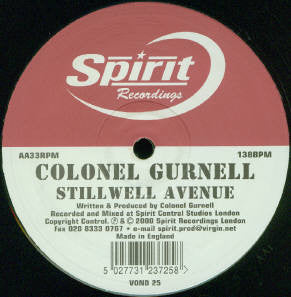 Spirit
Recordings
AA33RPM 138BPM
COLONEL GURNELL
STILLWELL AVENUE
Written & Produced by Colonel Gurnell
Recorded and Mixed at Spirit Control Studios London
Copyright Control. ℗ & © 2000 Spirit Recordings London
Fax 020 8333 0767 • e-mail spirit.prod@virgin.net
Made in England
5 027731 237258
VOND 25